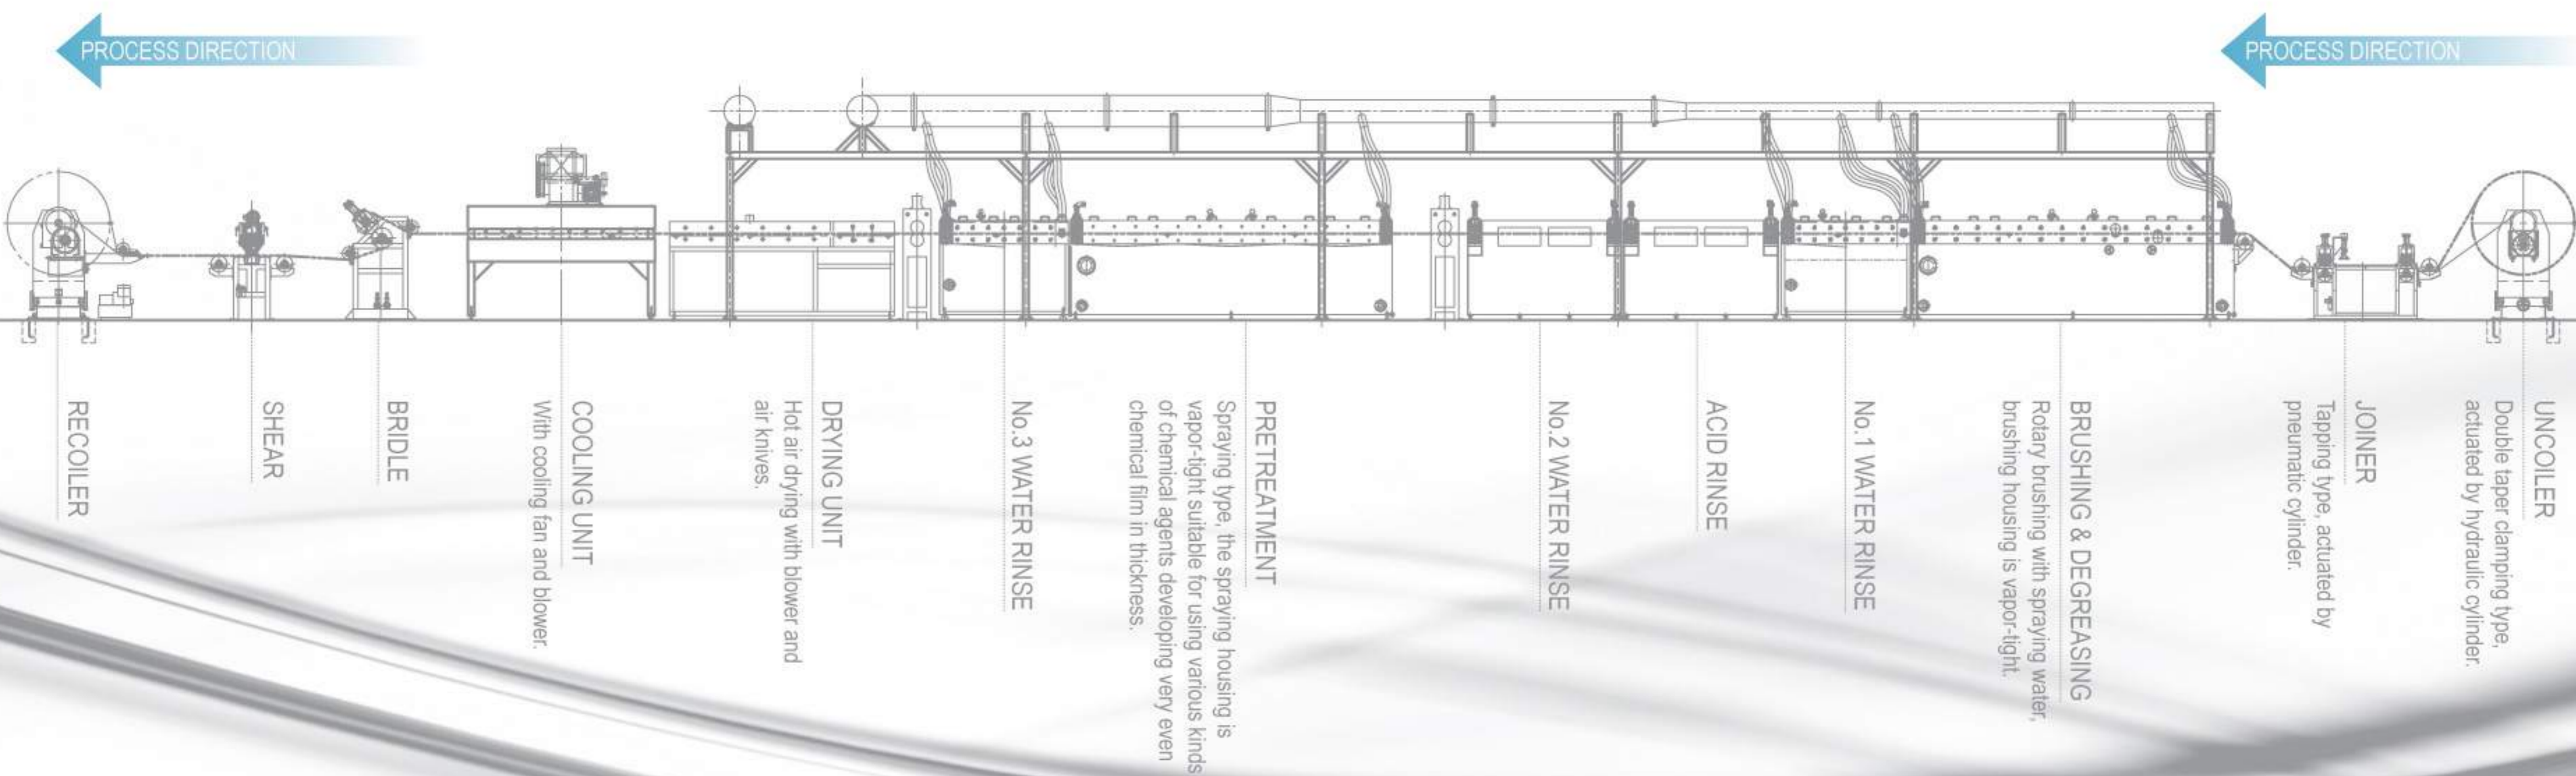 PROCESS DIRECTION
PROCESS DIRECTION
RECOILER
SHEAR
BRIDLE
COOLING UNIT
With cooling fan and blower.
DRYING UNIT
Hot air drying with blower and
air knives.
No.3 WATER RINSE
PRETREATMENT
Spraying type, the spraying housing is
vapor-tight suitable for using various kinds
of chemical agents developing very even
chemical film in thickness.
No.2 WATER RINSE
ACID RINSE
No.1 WATER RINSE
BRUSHING & DEGREASING
Rotary brushing with spraying water,
brushing housing is vapor-tight.
JOINER
Tapping type, actuated by
pneumatic cylinder.
UNCOILER
Double taper clamping type,
actuated by hydraulic cylinder.